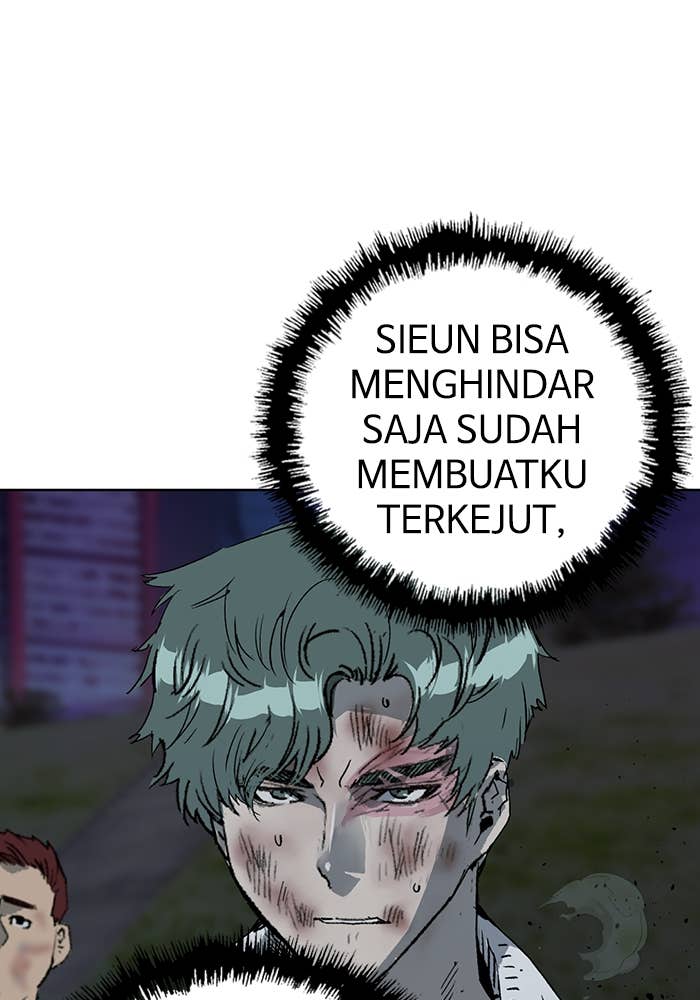 SIEUN BISA
MENGHINDAR
SAJA SUDAH
MEMBUATKU
TERKEJUT,